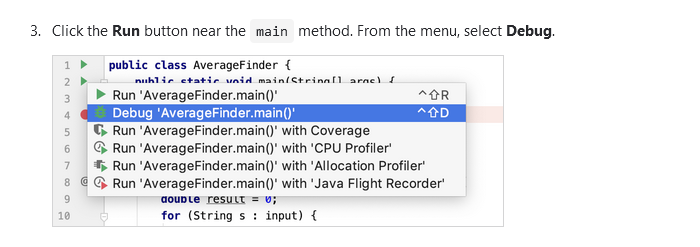 3. Click the Run button near the main method. From the menu, select Debug.
1 public class AverageFinder {
2 public static void main(String[] args) {
3 Run 'AverageFinder.main()' ^⇧R
4 Debug 'AverageFinder.main()' ^⇧D
5 Run 'AverageFinder.main()' with Coverage
6 Run 'AverageFinder.main()' with 'CPU Profiler'
7 Run 'AverageFinder.main()' with 'Allocation Profiler'
8 @ Run 'AverageFinder.main()' with 'Java Flight Recorder'
9 double result = 0;
10 for (String s : input) {